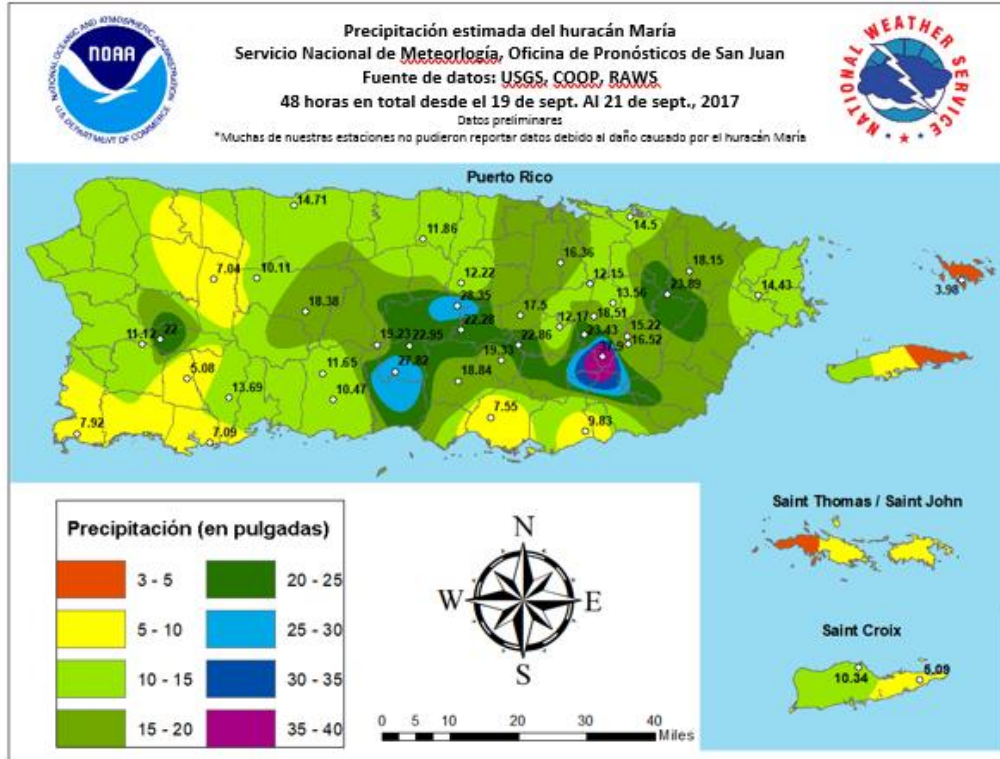 Precipitación estimada del huracán María
Servicio Nacional de Meteorlogía, Oficina de Pronósticos de San Juan
Fuente de datos: USGS, COOP, RAWS
48 horas en total desde el 19 de sept. Al 21 de sept., 2017
Datos preliminares
*Muchas de nuestras estaciones no pudieron reportar datos debido al daño causado por el huracán María
NATIONAL OCEANIC AND ATMOSPHERIC ADMINISTRATION
NOAA
U.S. DEPARTMENT OF COMMERCE
NATIONAL WEATHER SERVICE
Puerto Rico
14.71
14.5
11.86
16.36
18.15
7.04
10.11
12.22
12.15
23.89
14.43
3.98
28.35
13.56
18.38
17.5
12.17
18.51
22
11.12
19.23
22.95
22.28
22.86
23.43
15.22
16.52
37.9
19.33
27.82
11.65
5.08
18.84
13.69
10.47
7.55
9.83
7.92
7.09
Precipitación (en pulgadas)
3 - 5
20 - 25
5 - 10
25 - 30
10 - 15
30 - 35
15 - 20
35 - 40
N
W
E
S
0
5
10
20
30
40
Miles
Saint Thomas / Saint John
Saint Croix
10.34
5.09